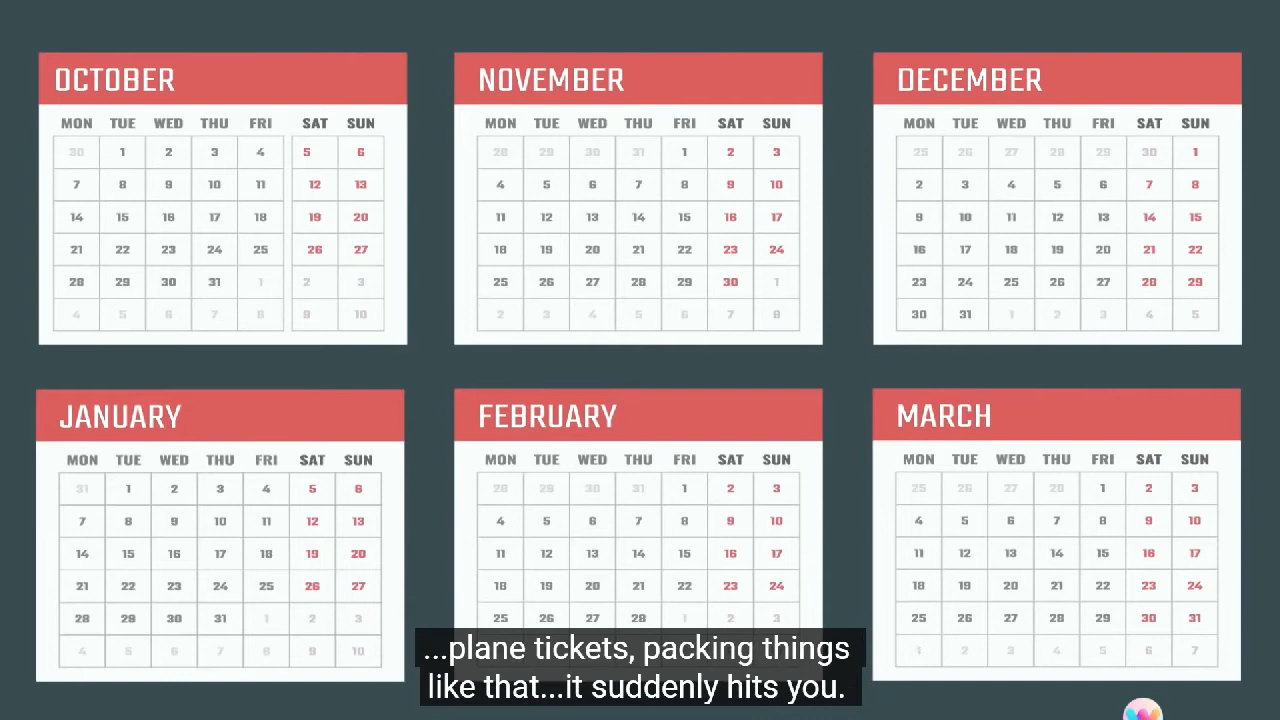 OCTOBER
MON TUE WED THU FRI SAT SUN
30 1 2 3 4 5 6
7 8 9 10 11 12 13
14 15 16 17 18 19 20
21 22 23 24 25 26 27
28 29 30 31 1 2 3
4 5 6 7 8 9 10
NOVEMBER
MON TUE WED THU FRI SAT SUN
28 29 30 31 1 2 3
4 5 6 7 8 9 10
11 12 13 14 15 16 17
18 19 20 21 22 23 24
25 26 27 28 29 30 1
2 3 4 5 6 7 8
DECEMBER
MON TUE WED THU FRI SAT SUN
25 26 27 28 29 30 1
2 3 4 5 6 7 8
9 10 11 12 13 14 15
16 17 18 19 20 21 22
23 24 25 26 27 28 29
30 31 1 2 3 4 5
JANUARY
MON TUE WED THU FRI SAT SUN
31 1 2 3 4 5 6
7 8 9 10 11 12 13
14 15 16 17 18 19 20
21 22 23 24 25 26 27
28 29 30 31 1 2 3
4 5 6 7 8 9 10
FEBRUARY
MON TUE WED THU FRI SAT SUN
28 29 30 31 1 2 3
4 5 6 7 8 9 10
11 12 13 14 15 16 17
18 19 20 21 22 23 24
25 26 27 28 1 2 3
MARCH
MON TUE WED THU FRI SAT SUN
25 26 27 28 1 2 3
4 5 6 7 8 9 10
11 12 13 14 15 16 17
18 19 20 21 22 23 24
25 26 27 28 29 30 31
1 2 3 4 5 6 7
...plane tickets, packing things
like that...it suddenly hits you.